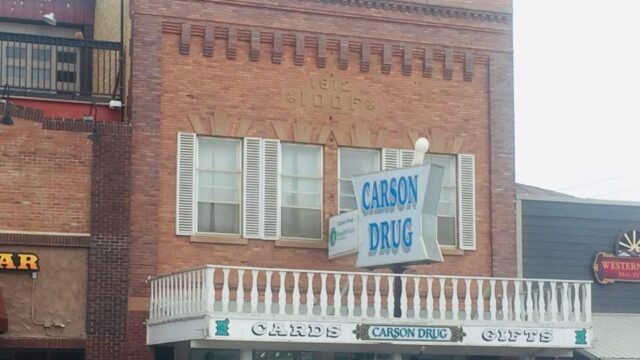 1912
IOOF
CARSON
DRUG
AR
WESTERN
CARDS
CARSON DRUG
GIFTS